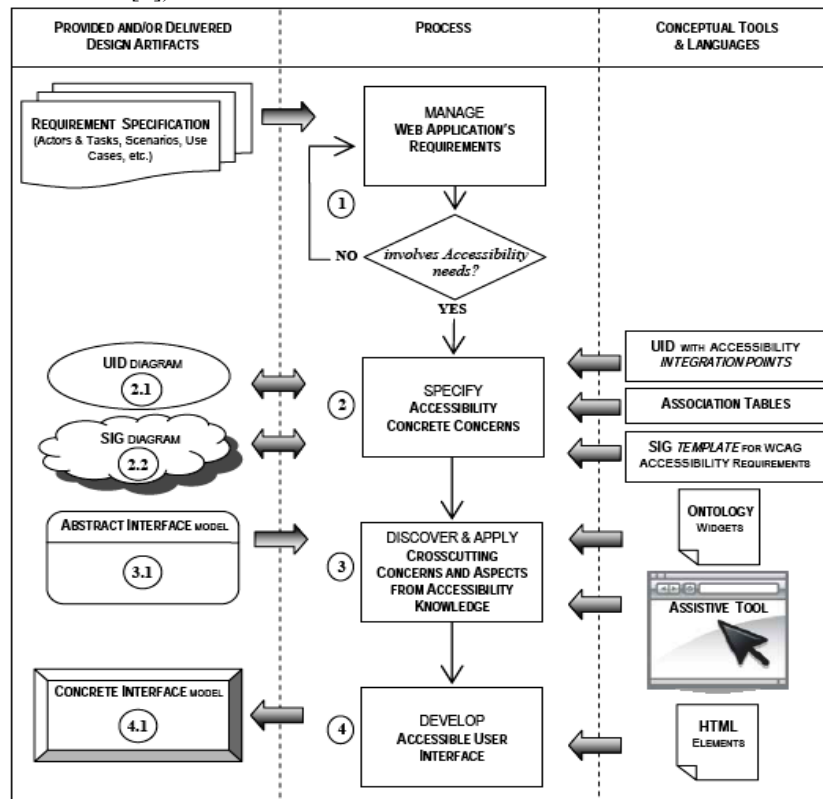 PROVIDED AND/OR DELIVERED
DESIGN ARTIFACTS
PROCESS
CONCEPTUAL TOOLS
& LANGUAGES
REQUIREMENT SPECIFICATION
(Actors & Tasks, Scenarios, Use
Cases, etc.)
MANAGE
WEB APPLICATION'S
REQUIREMENTS
1
NO
involves Accessibility
needs?
YES
UID DIAGRAM
2.1
SIG DIAGRAM
2.2
2
SPECIFY
ACCESSIBILITY
CONCRETE CONCERNS
UID WITH ACCESSIBILITY
INTEGRATION POINTS
ASSOCIATION TABLES
SIG TEMPLATE FOR WCAG
ACCESSIBILITY REQUIREMENTS
ABSTRACT INTERFACE MODEL
3.1
3
DISCOVER & APPLY
CROSSCUTTING
CONCERNS AND ASPECTS
FROM ACCESSIBILITY
KNOWLEDGE
ONTOLOGY
WIDGETS
ASSISTIVE TOOL
CONCRETE INTERFACE MODEL
4.1
4
DEVELOP
ACCESSIBLE USER
INTERFACE
HTML
ELEMENTS